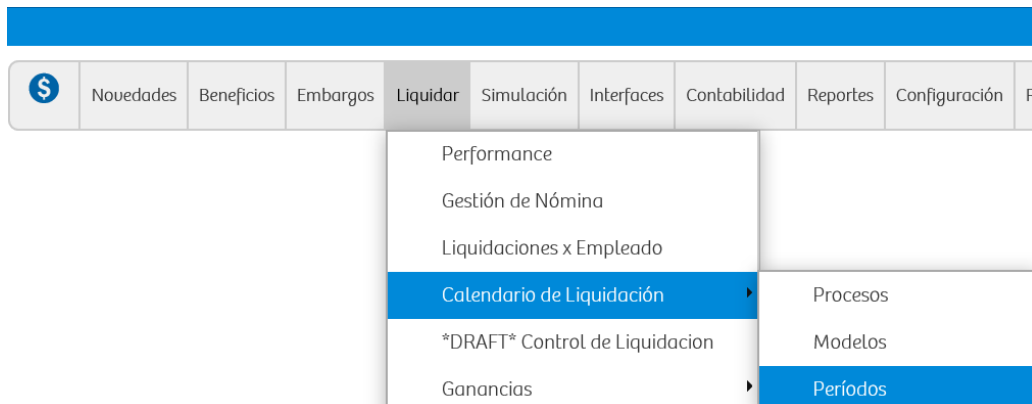 $ Novedades Beneficios Embargos Liquidar Simulación Interfaces Contabilidad Reportes Configuración
Performance
Gestión de Nómina
Liquidaciones x Empleado
Calendario de Liquidación Procesos
*DRAFT* Control de Liquidacion Modelos
Ganancias Períodos